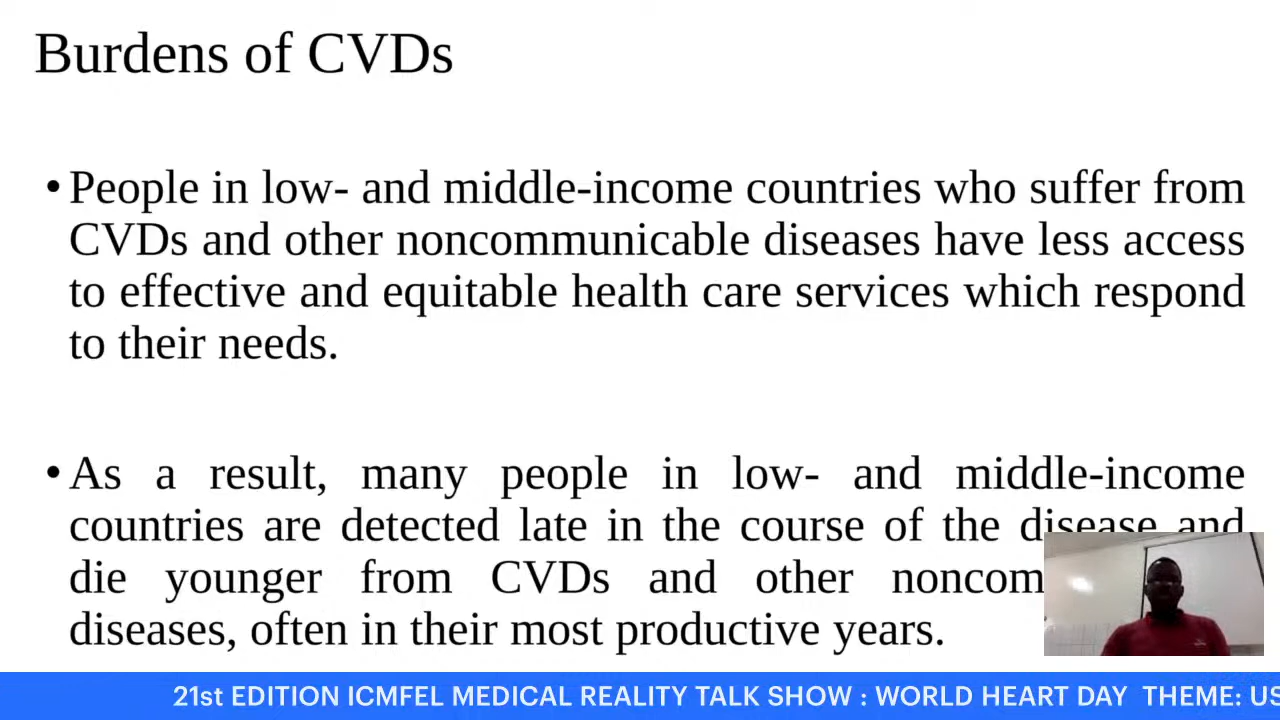 Burdens of CVDs
• People in low- and middle-income countries who suffer from
CVDs and other noncommunicable diseases have less access
to effective and equitable health care services which respond
to their needs.
• As a result, many people in low- and middle-income
countries are detected late in the course of the disease and
die younger from CVDs and other noncom
diseases, often in their most productive years.
21st EDITION ICMFEL MEDICAL REALITY TALK SHOW : WORLD HEART DAY THEME: US